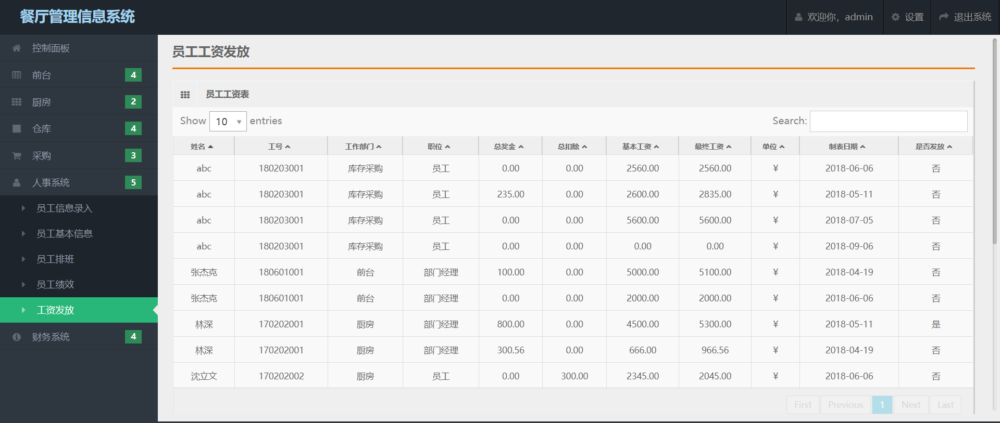 餐厅管理信息系统
欢迎你，admin 设置 退出系统
控制面板
前台 4
厨房 2
仓库 4
采购 3
人事系统 5
员工信息录入
员工基本信息
员工排班
员工绩效
工资发放
财务系统 4
员工工资发放
员工工资表
Show 10 entries Search:
姓名 工号 工作部门 职位 总奖金 总扣除 基本工资 最终工资 单位 制表日期 是否发放
abc 180203001 库存采购 员工 0.00 0.00 2560.00 2560.00 ¥ 2018-06-06 否
abc 180203001 库存采购 员工 235.00 0.00 2600.00 2835.00 ¥ 2018-05-11 否
abc 180203001 库存采购 员工 0.00 0.00 5600.00 5600.00 ¥ 2018-07-05 否
abc 180203001 库存采购 员工 0.00 0.00 0.00 0.00 ¥ 2018-09-06 否
张杰克 180601001 前台 部门经理 100.00 0.00 5000.00 5100.00 ¥ 2018-04-19 否
张杰克 180601001 前台 部门经理 0.00 0.00 2000.00 2000.00 ¥ 2018-06-06 否
林深 170202001 厨房 部门经理 800.00 0.00 4500.00 5300.00 ¥ 2018-05-11 是
林深 170202001 厨房 部门经理 300.56 0.00 666.00 966.56 ¥ 2018-04-19 否
沈立文 170202002 厨房 员工 0.00 300.00 2345.00 2045.00 ¥ 2018-06-06 否
First Previous 1 Next Last